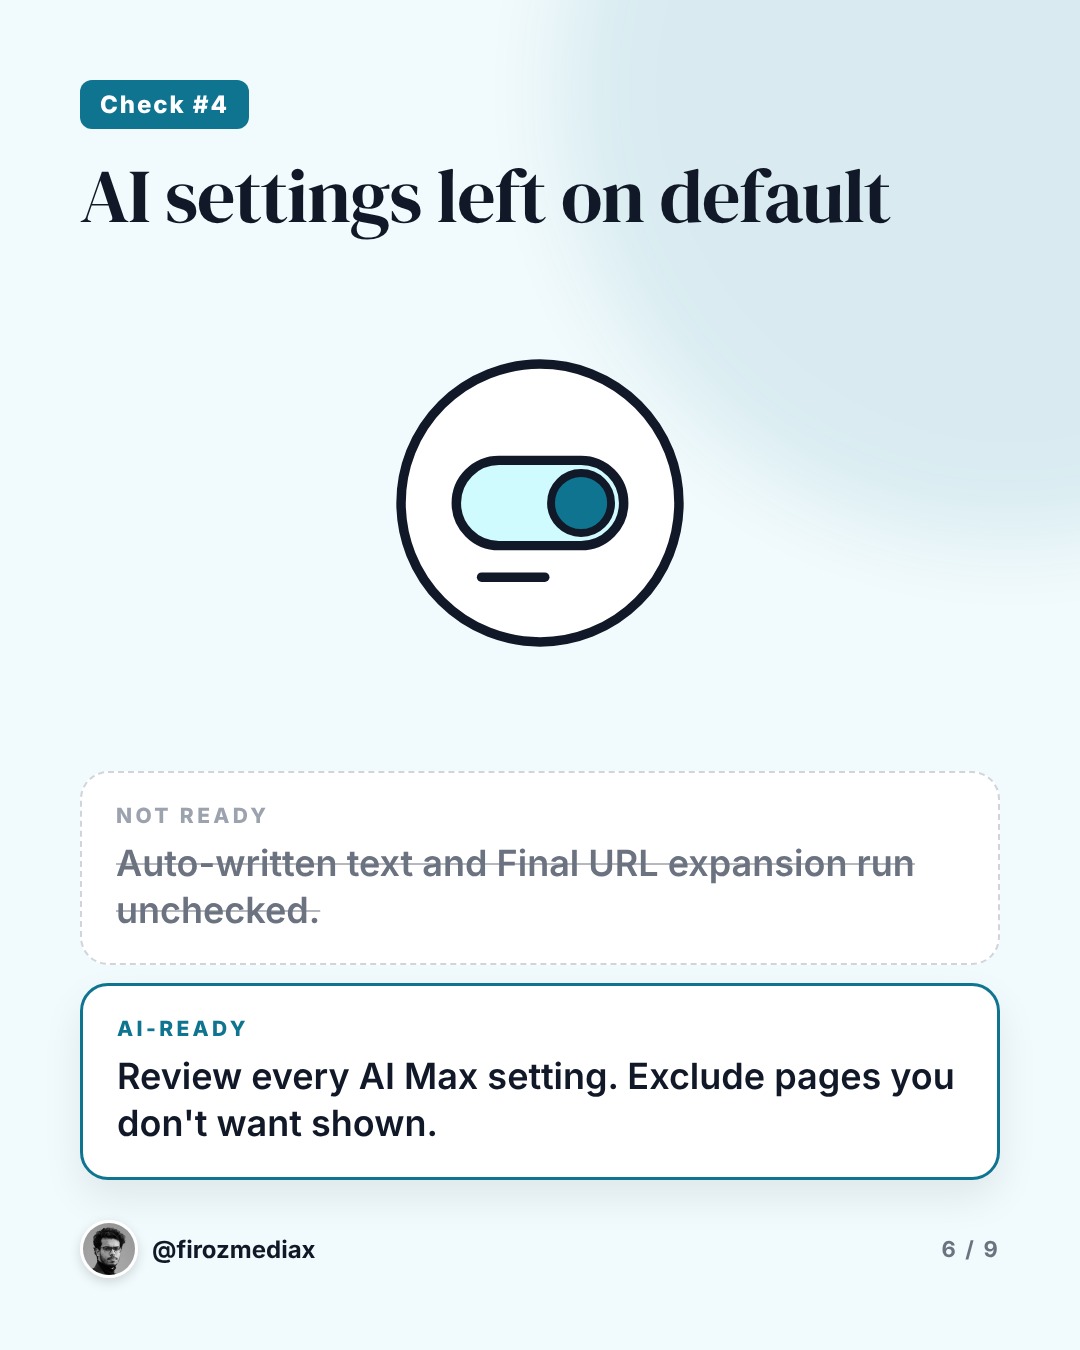 Check #4
AI settings left on default
NOT READY
Auto-written text and Final URL expansion run
unchecked.
AI-READY
Review every AI Max setting. Exclude pages you
don't want shown.
@firozmediax
6 / 9